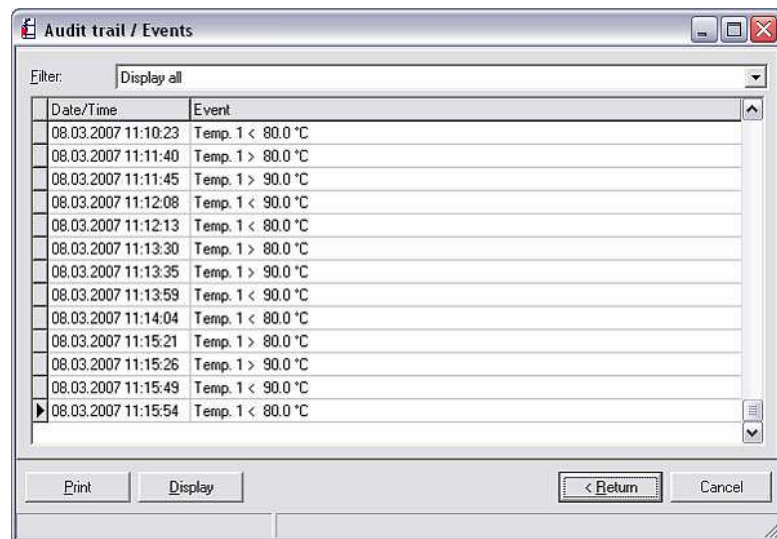 Audit trail / Events
Filter: Display all
Date/Time Event
08.03.2007 11:10:23 Temp. 1 < 80.0 °C
08.03.2007 11:11:40 Temp. 1 > 80.0 °C
08.03.2007 11:11:45 Temp. 1 > 90.0 °C
08.03.2007 11:12:08 Temp. 1 < 90.0 °C
08.03.2007 11:12:13 Temp. 1 < 80.0 °C
08.03.2007 11:13:30 Temp. 1 > 80.0 °C
08.03.2007 11:13:35 Temp. 1 > 90.0 °C
08.03.2007 11:13:59 Temp. 1 < 90.0 °C
08.03.2007 11:14:04 Temp. 1 < 80.0 °C
08.03.2007 11:15:21 Temp. 1 > 80.0 °C
08.03.2007 11:15:26 Temp. 1 > 90.0 °C
08.03.2007 11:15:49 Temp. 1 < 90.0 °C
08.03.2007 11:15:54 Temp. 1 < 80.0 °C
Print Display < Return Cancel